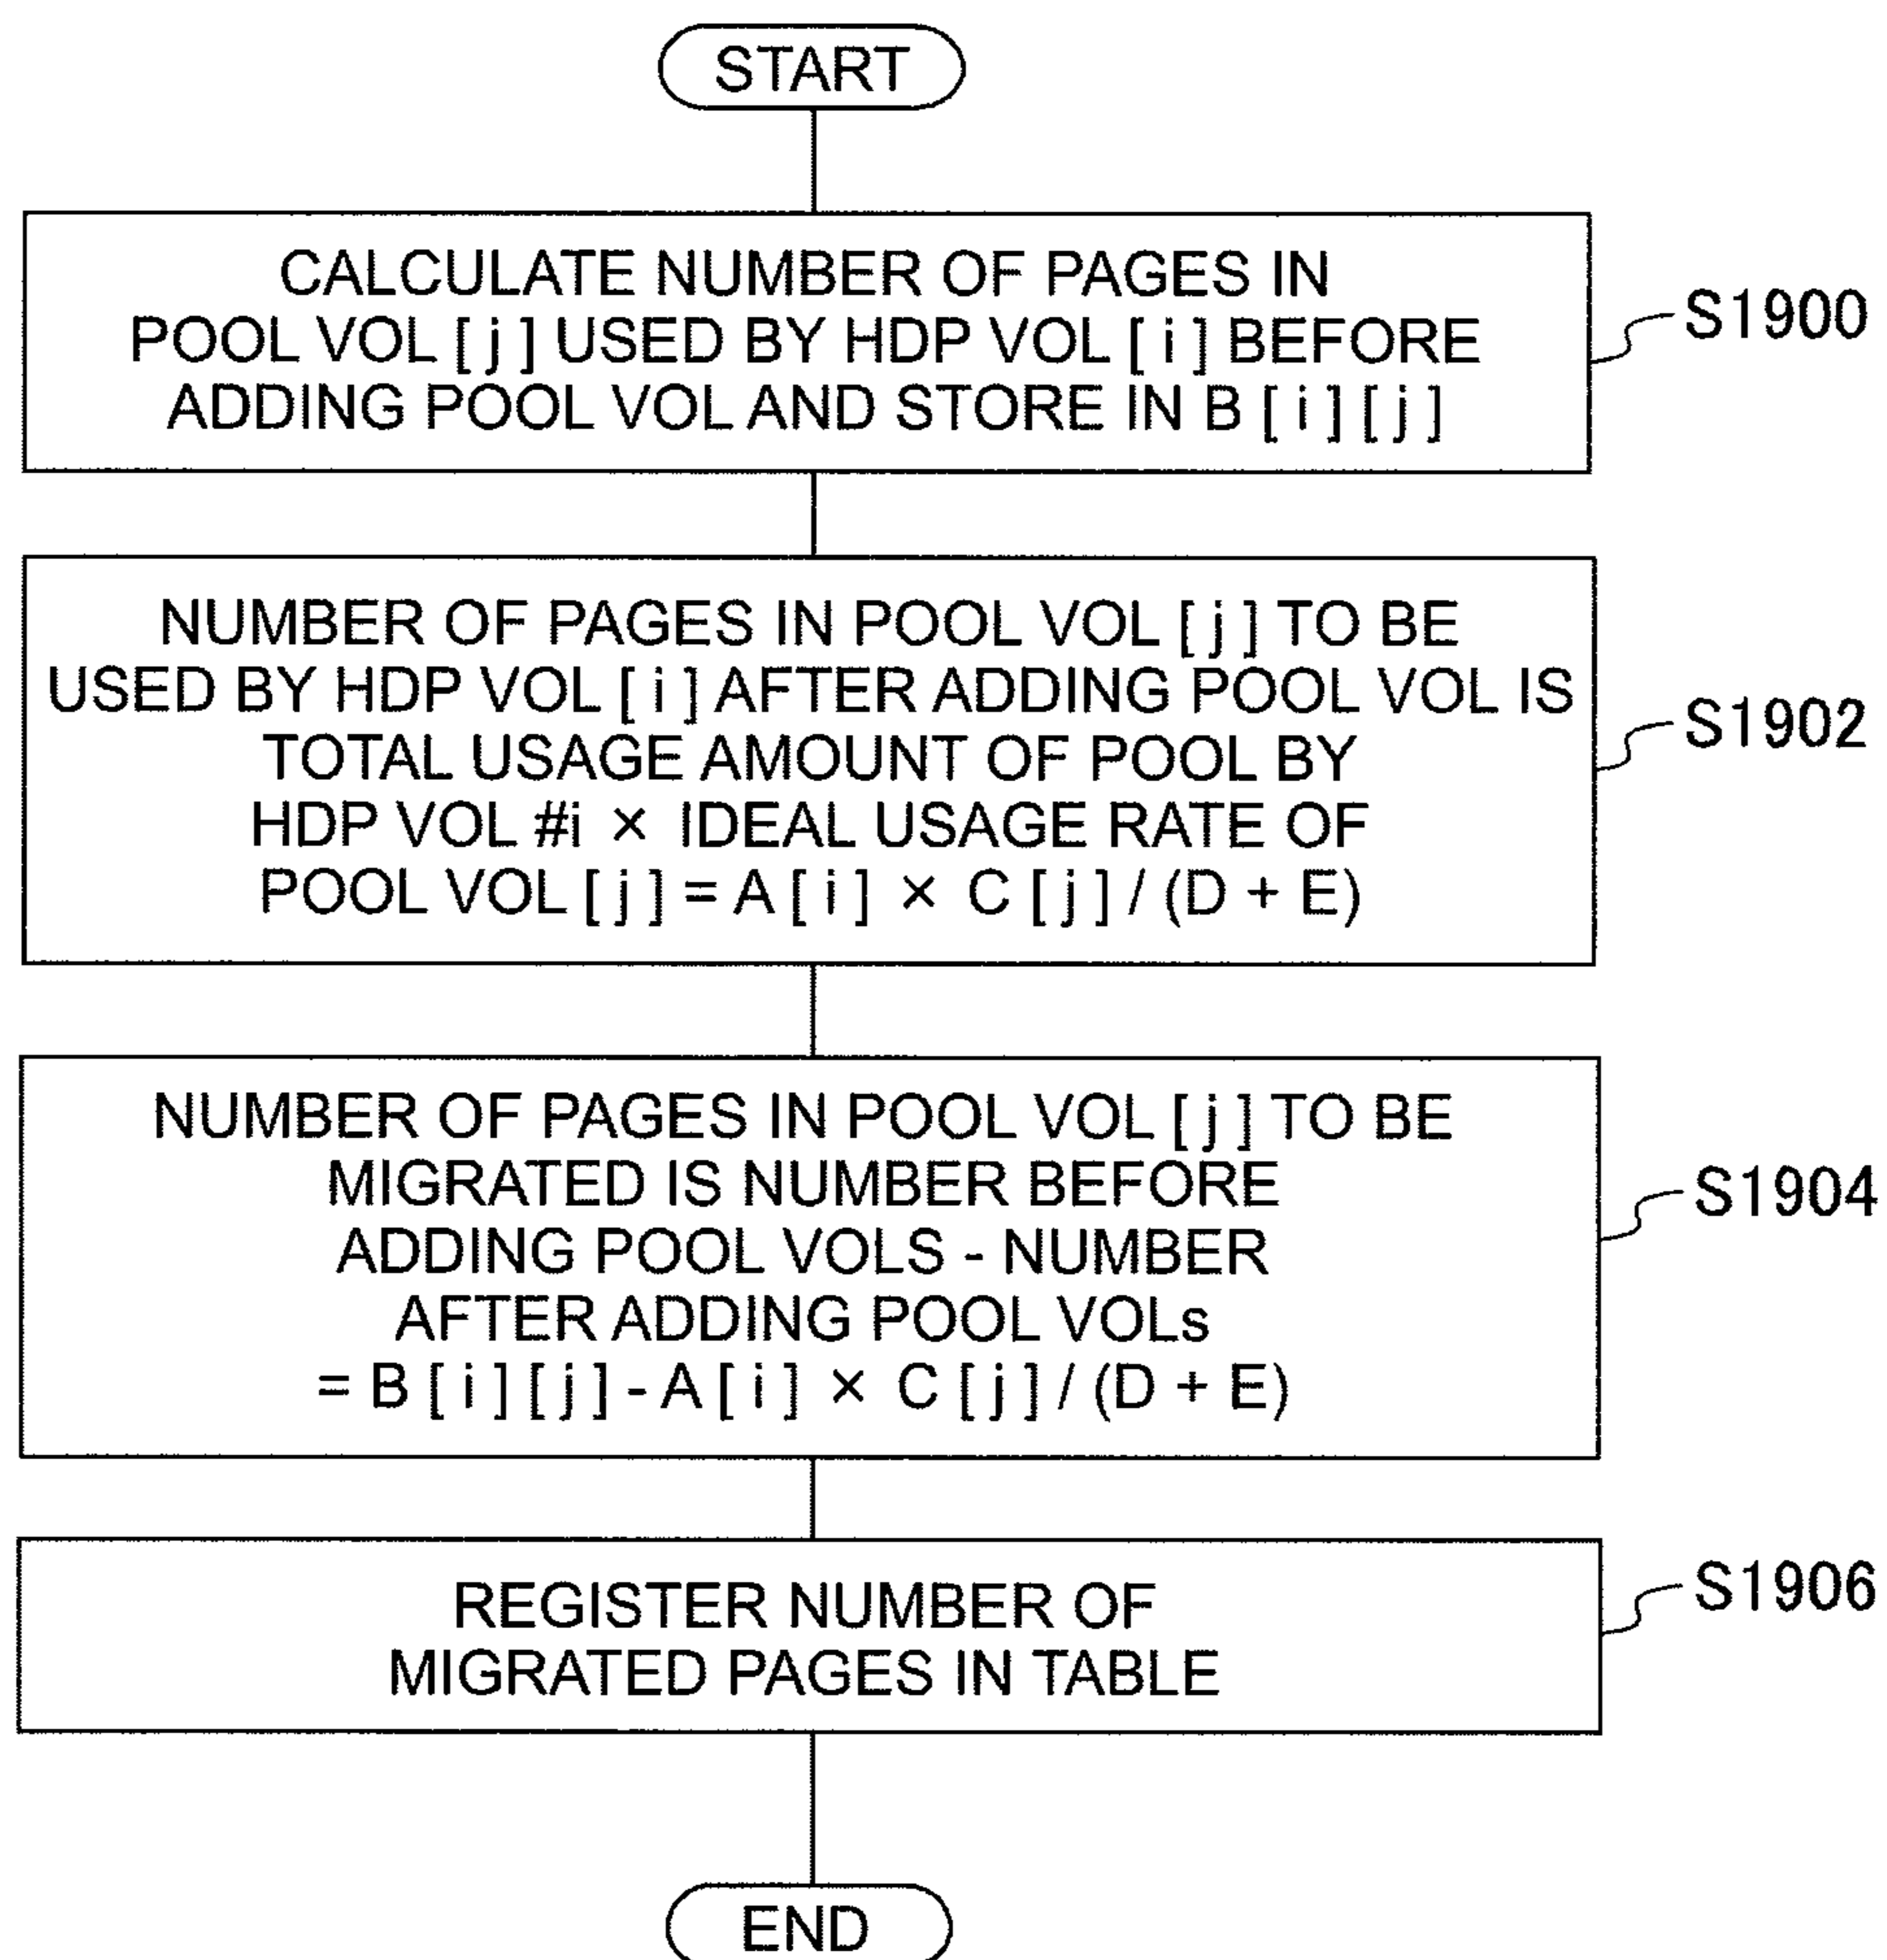 START
CALCULATE NUMBER OF PAGES IN
POOL VOL [ j ] USED BY HDP VOL [ i ] BEFORE
ADDING POOL VOL AND STORE IN B [ i ] [ j ]
S1900
NUMBER OF PAGES IN POOL VOL [ j ] TO BE
USED BY HDP VOL [ i ] AFTER ADDING POOL VOL IS
TOTAL USAGE AMOUNT OF POOL BY
HDP VOL #i × IDEAL USAGE RATE OF
POOL VOL [ j ] = A [ i ] × C [ j ] / (D + E)
S1902
NUMBER OF PAGES IN POOL VOL [ j ] TO BE
MIGRATED IS NUMBER BEFORE
ADDING POOL VOLS - NUMBER
AFTER ADDING POOL VOLs
= B [ i ] [ j ] - A [ i ] × C [ j ] / (D + E)
S1904
REGISTER NUMBER OF
MIGRATED PAGES IN TABLE
S1906
END